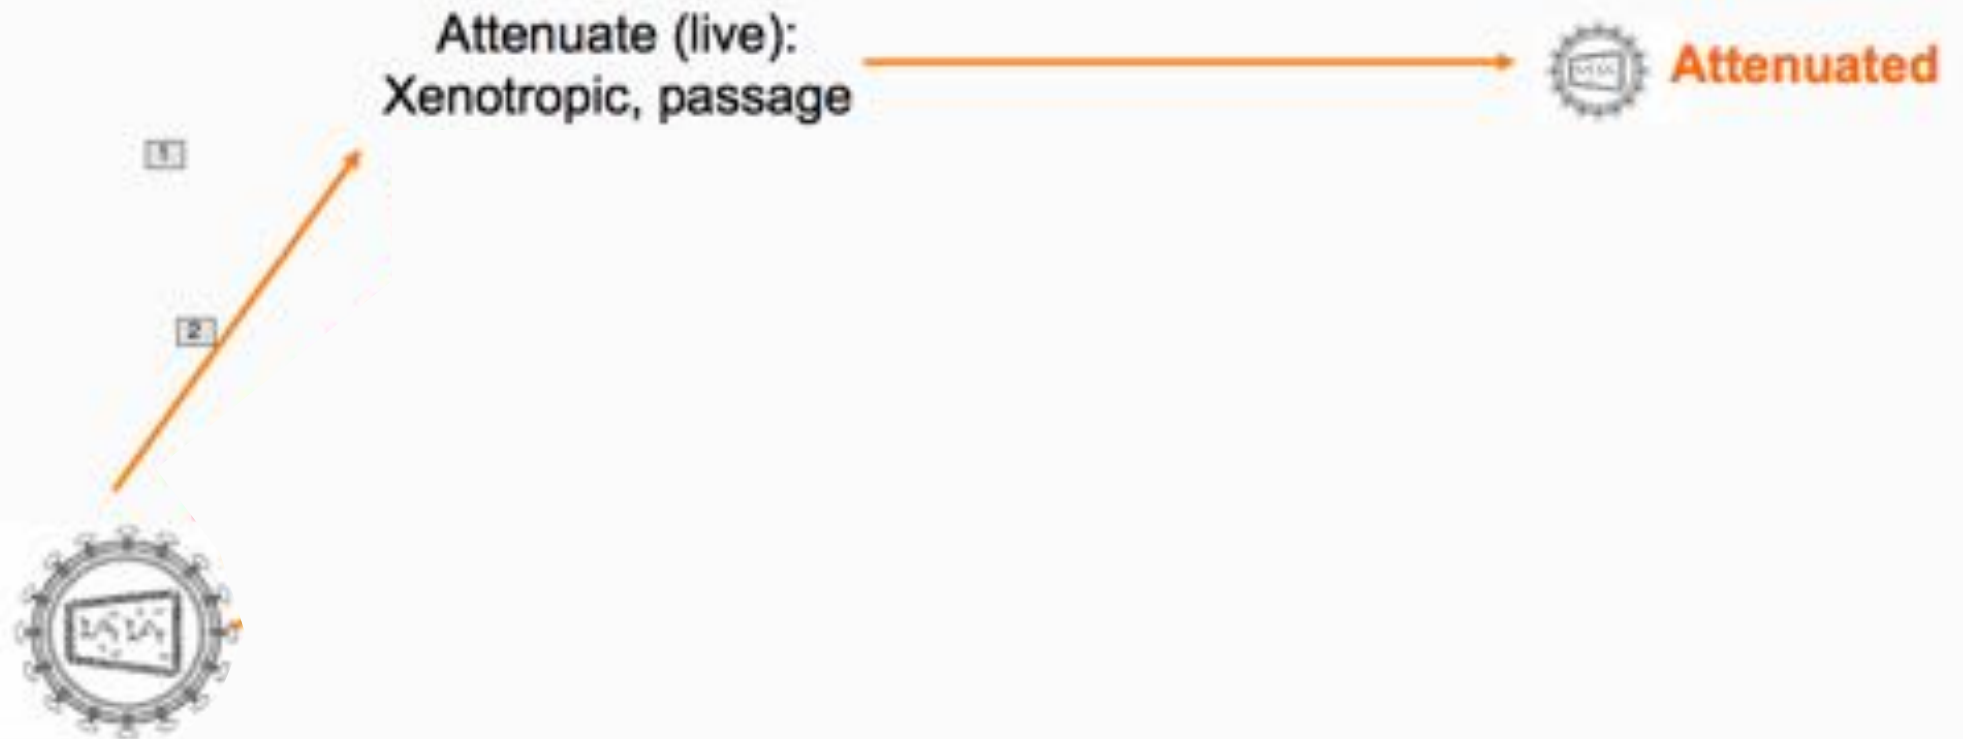 Attenuate (live):
Xenotropic, passage
Attenuated
1
2